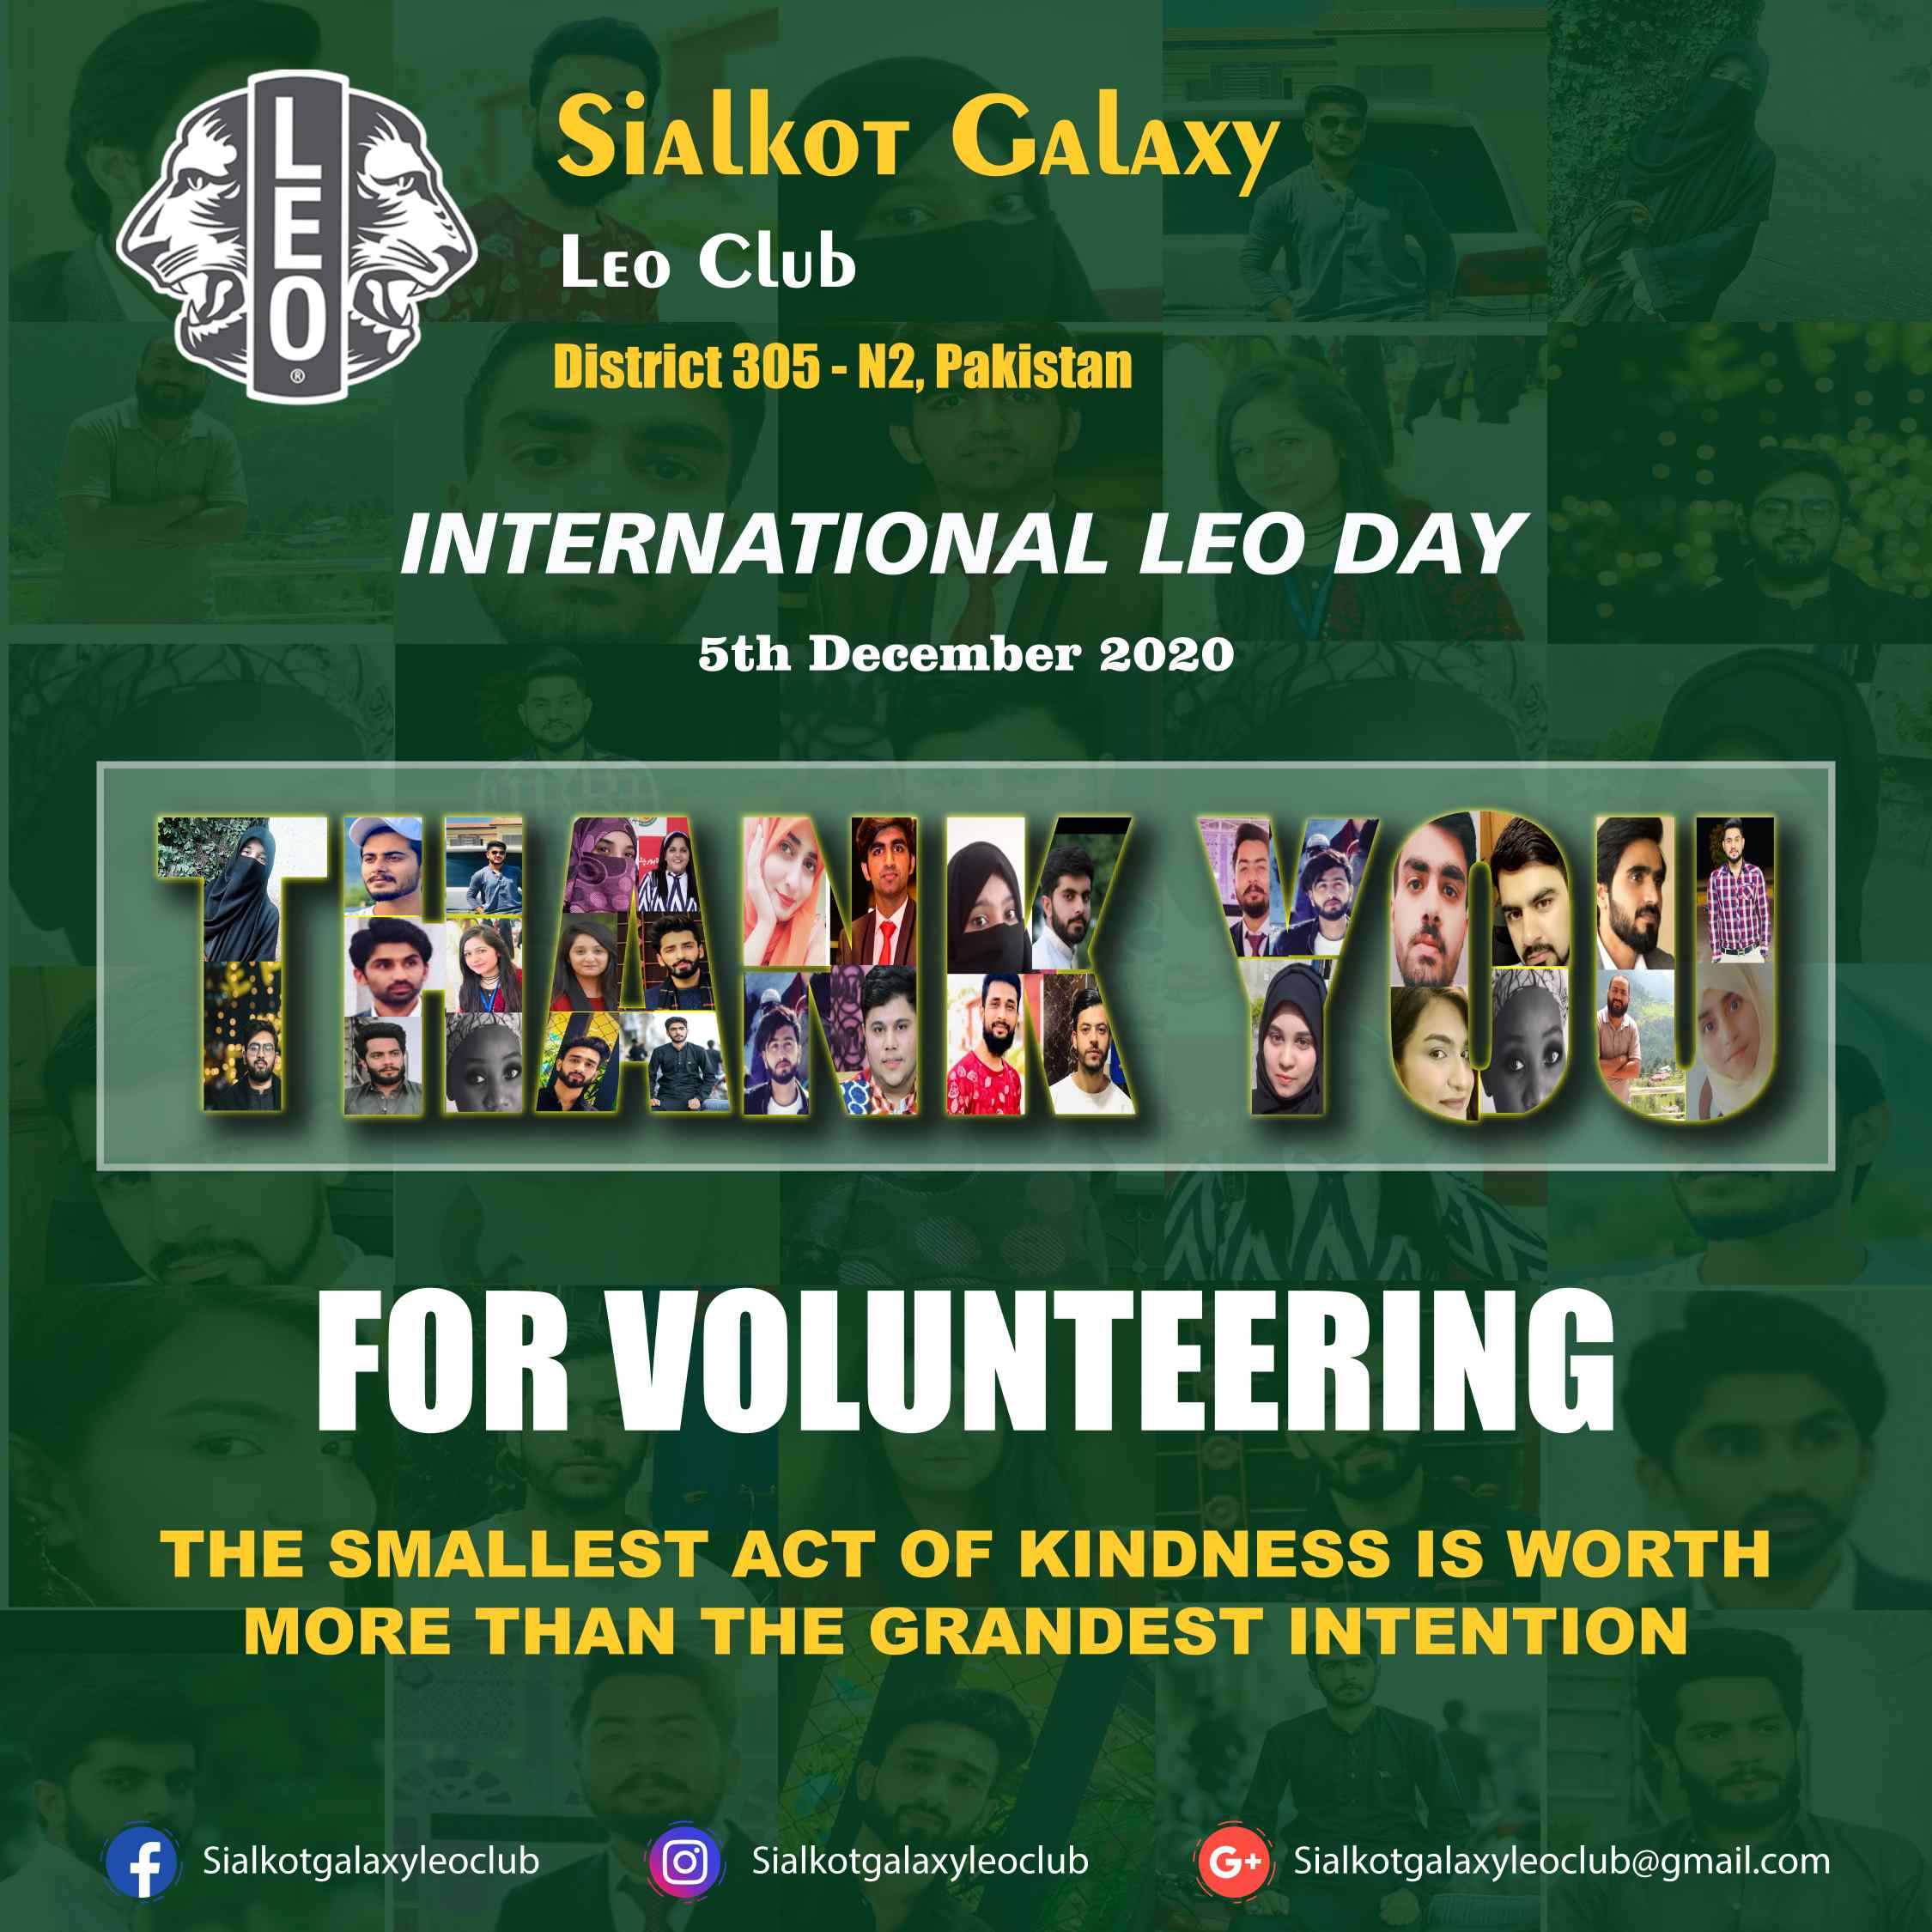 LEO
®
Sialkot Galaxy
Leo Club
District 305 - N2, Pakistan
INTERNATIONAL LEO DAY
5th December 2020
THANK YOU
FOR VOLUNTEERING
THE SMALLEST ACT OF KINDNESS IS WORTH
MORE THAN THE GRANDEST INTENTION
f Sialkotgalaxyleoclub
Sialkotgalaxyleoclub
G+ Sialkotgalaxyleoclub@gmail.com